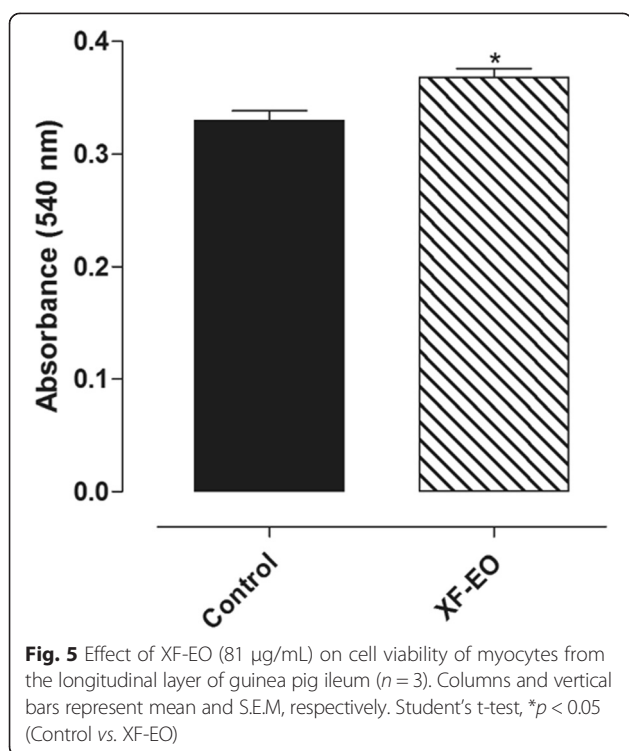 0.4
0.3
0.2
0.1
0.0
Absorbance (540 nm)
*
Control
XF-EO
Fig. 5 Effect of XF-EO (81 µg/mL) on cell viability of myocytes from
the longitudinal layer of guinea pig ileum (n = 3). Columns and vertical
bars represent mean and S.E.M, respectively. Student's t-test, *p < 0.05
(Control vs. XF-EO)